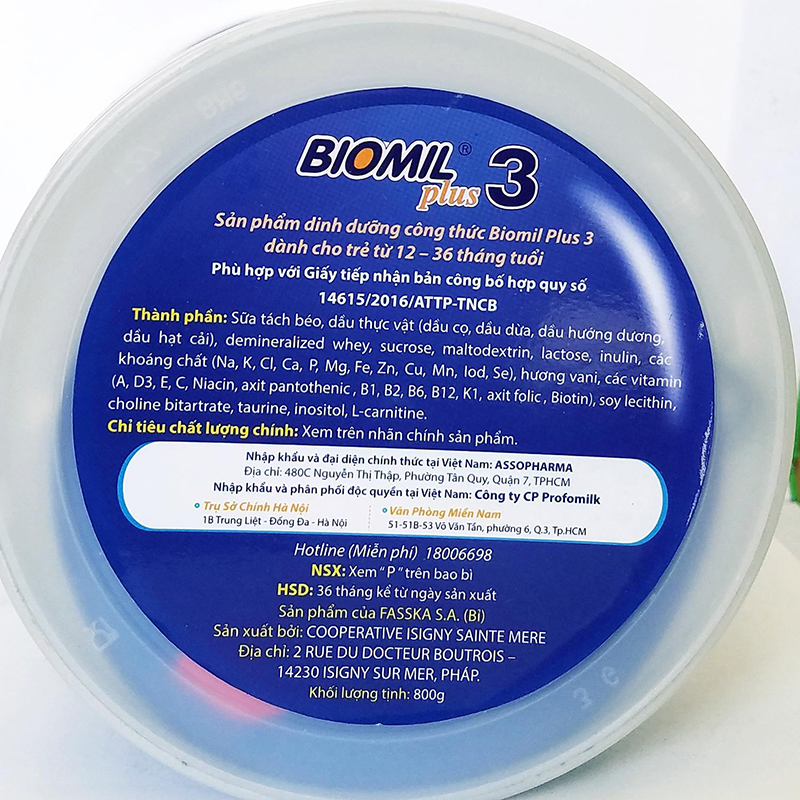 BIOMIL® plus 3
Sản phẩm dinh dưỡng công thức Biomil Plus 3
dành cho trẻ từ 12 – 36 tháng tuổi
Phù hợp với Giấy tiếp nhận bản công bố hợp quy số
14615/2016/ATTP-TNCB
Thành phần: Sữa tách béo, dầu thực vật (dầu cọ, dầu dừa, dầu hướng dương,
dầu hạt cải), demineralized whey, sucrose, maltodextrin, lactose, inulin, các
khoáng chất (Na, K, Cl, Ca, P, Mg, Fe, Zn, Cu, Mn, Iod, Se), hương vani, các vitamin
(A, D3, E, C, Niacin, axit pantothenic , B1, B2, B6, B12, K1, axit folic , Biotin), soy lecithin,
choline bitartrate, taurine, inositol, L-carnitine.
Chỉ tiêu chất lượng chính: Xem trên nhãn chính sản phẩm.
Nhập khẩu và đại diện chính thức tại Việt Nam: ASSOPHARMA
Địa chỉ: 480C Nguyễn Thị Thập, Phường Tân Quy, Quận 7, TPHCM
Nhập khẩu và phân phối độc quyền tại Việt Nam: Công ty CP Profomilk
Trụ Sở Chính Hà Nội
1B Trung Liệt - Đống Đa - Hà Nội
Văn Phòng Miền Nam
51-51B-53 Võ Văn Tần, phường 6, Q.3, Tp.HCM
Hotline (Miễn phí) 18006698
NSX: Xem " P " trên bao bì
HSD: 36 tháng kể từ ngày sản xuất
Sản phẩm của FASSKA S.A. (Bỉ)
Sản xuất bởi: COOPERATIVE ISIGNY SAINTE MERE
Địa chỉ: 2 RUE DU DOCTEUR BOUTROIS –
14230 ISIGNY SUR MER, PHÁP.
Khối lượng tịnh: 800g